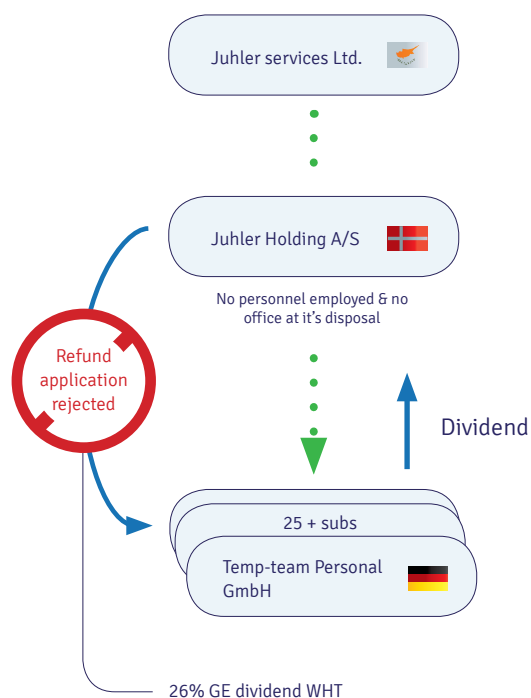 Juhler services Ltd.
Juhler Holding A/S
No personnel employed & no
office at it's disposal
Refund
application
rejected
Dividend
25 + subs
Temp-team Personal
GmbH
26% GE dividend WHT